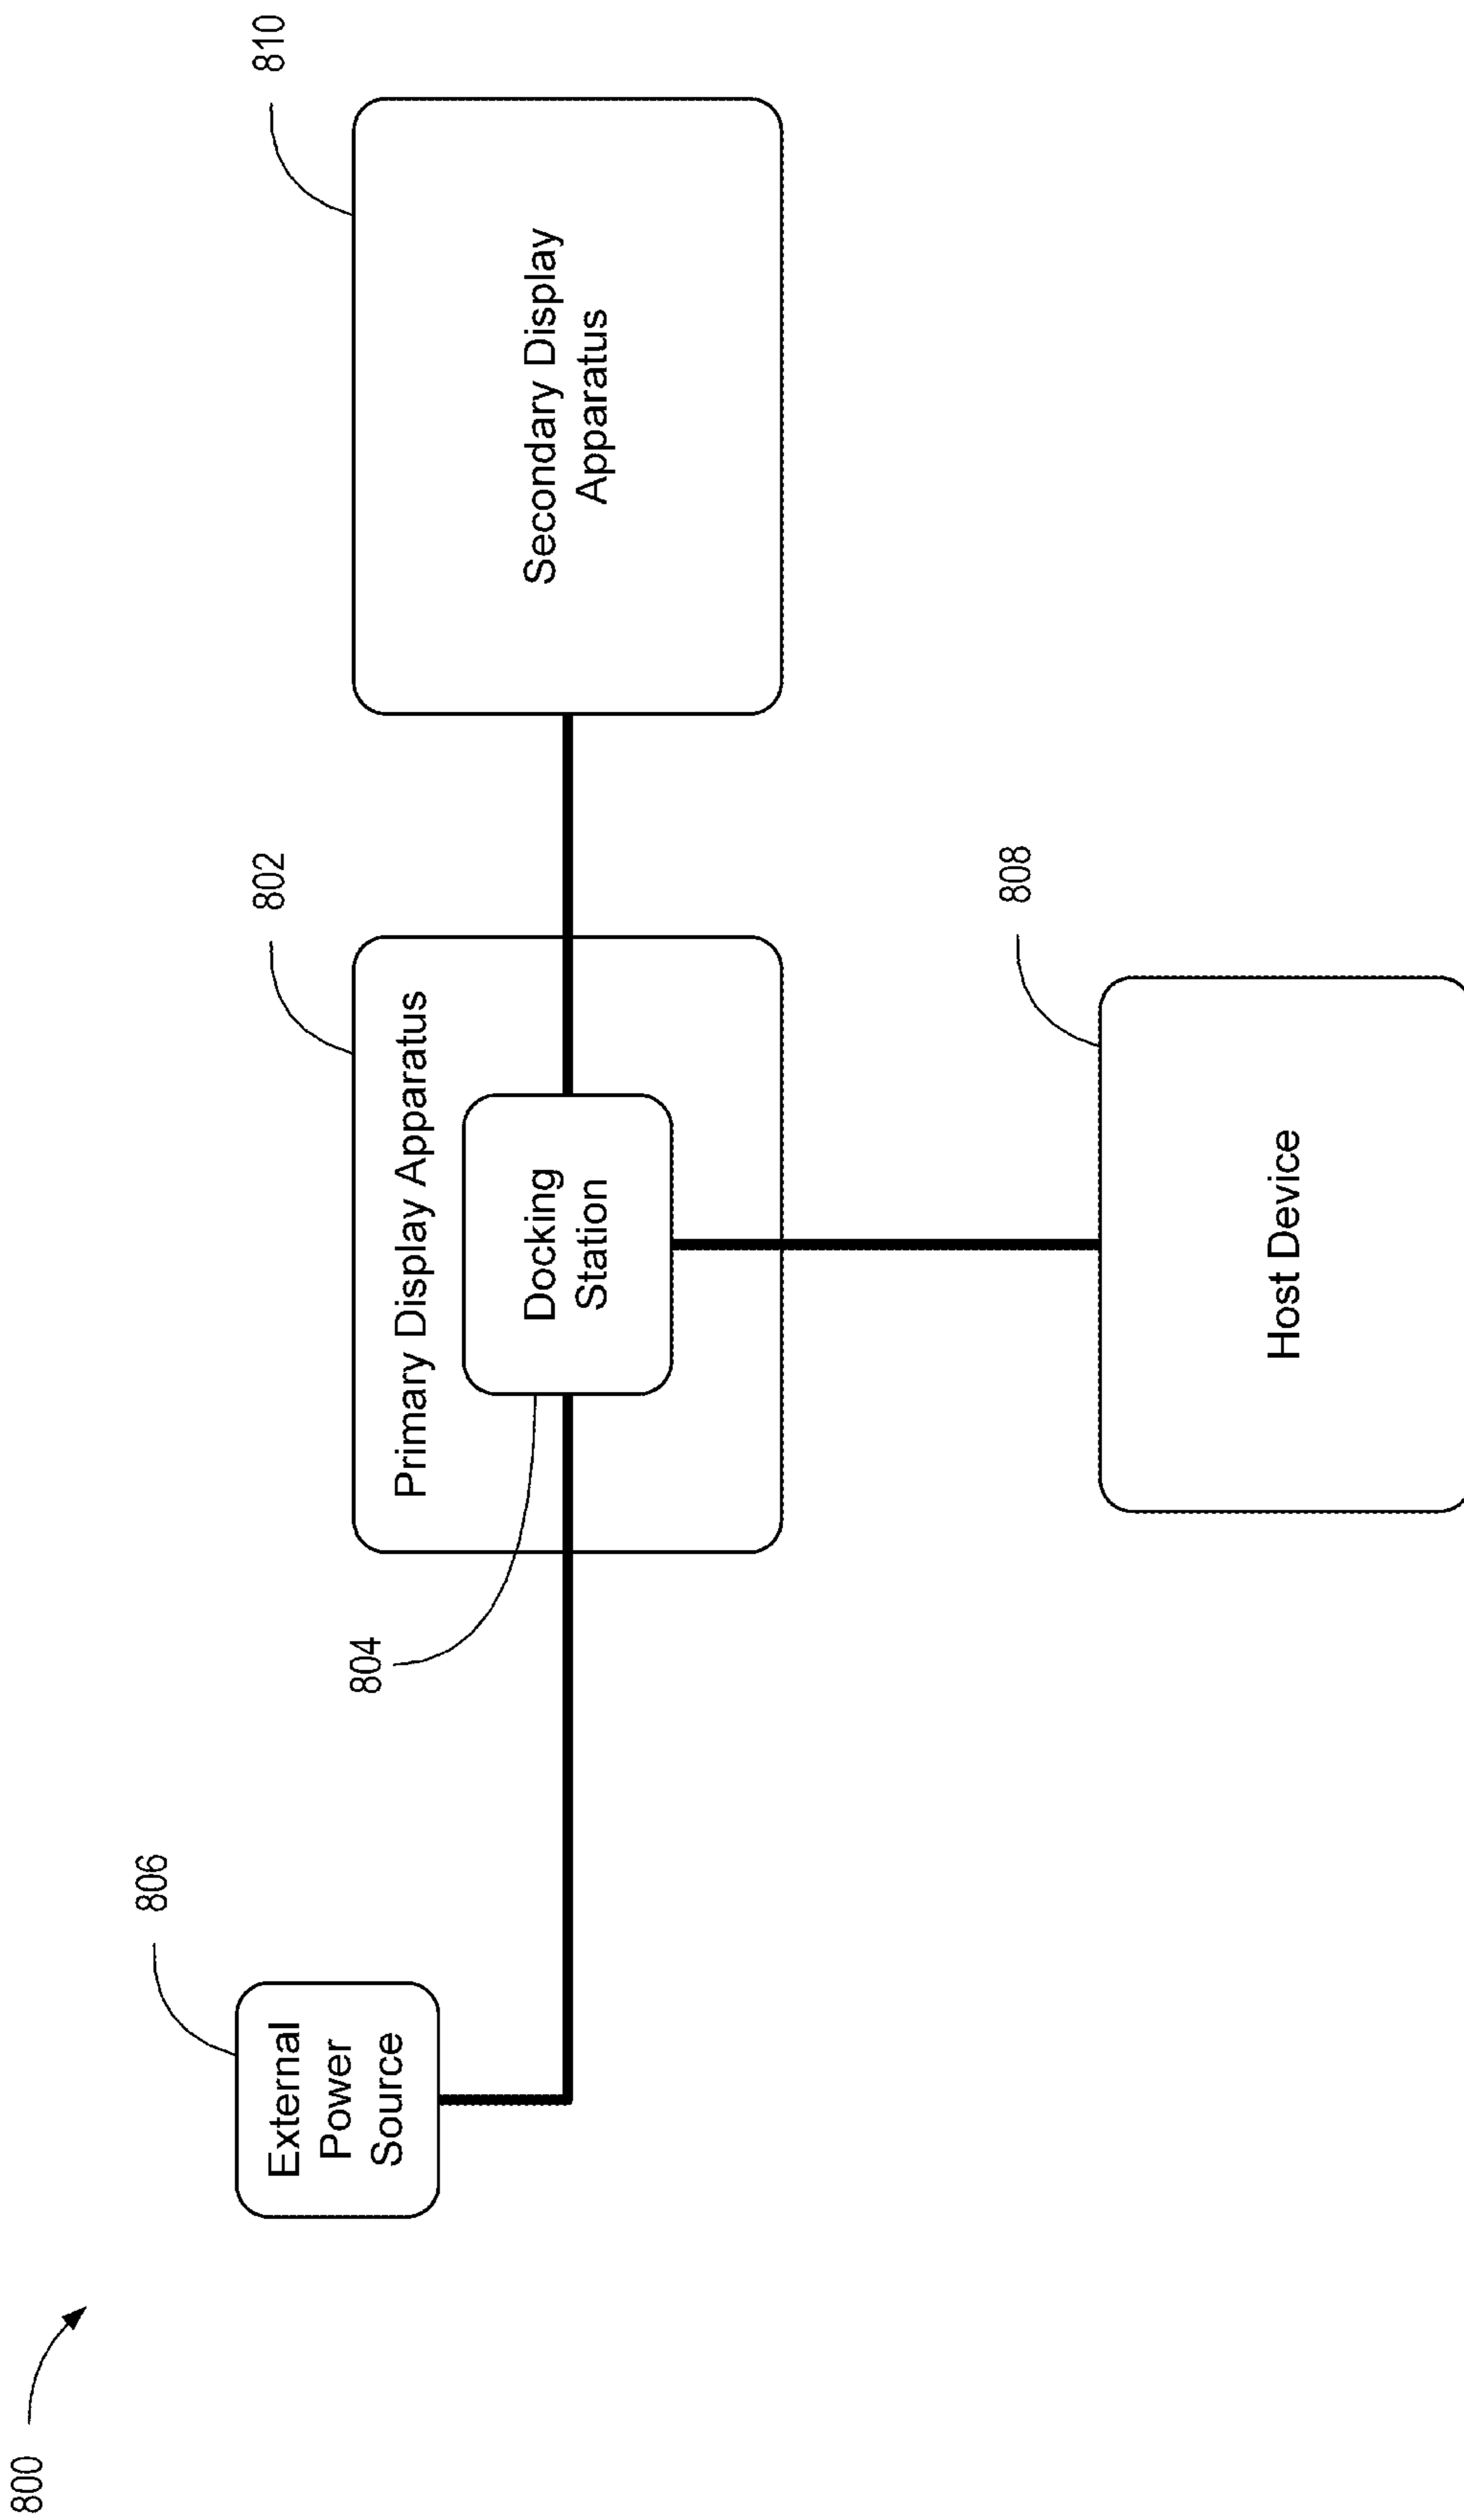 800
806
External
Power
Source
804
802
Primary Display Apparatus
Docking
Station
810
Secondary Display
Apparatus
808
Host Device